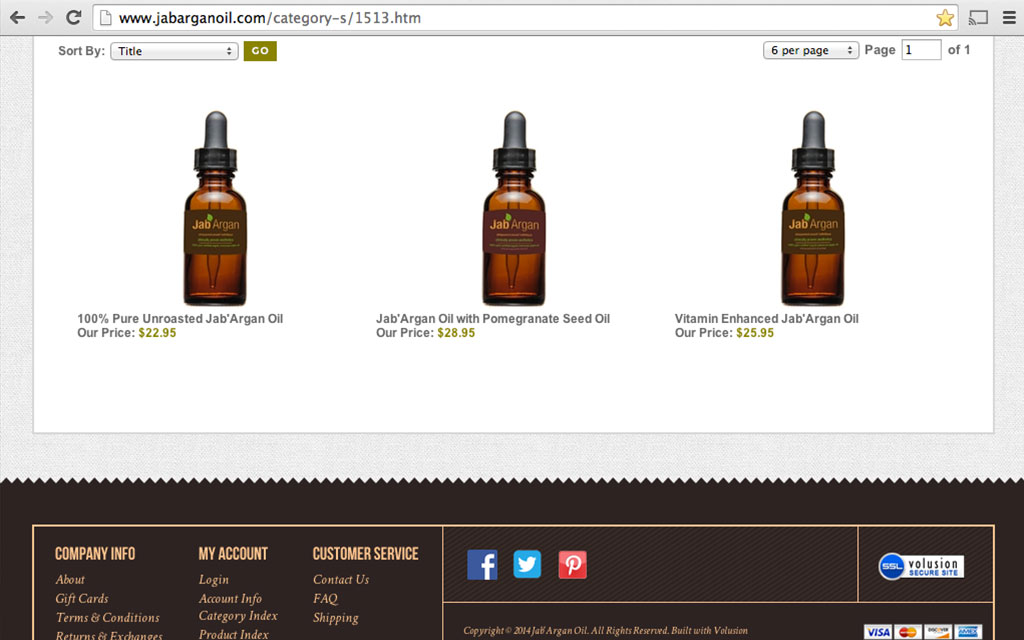 www.jabarganoil.com/category-s/1513.htm
Sort By: Title GO 6 per page Page 1 of 1
Jab'Argan Jab'Argan Jab'Argan
100% Pure Unroasted Jab'Argan Oil
Our Price: $22.95
Jab'Argan Oil with Pomegranate Seed Oil
Our Price: $28.95
Vitamin Enhanced Jab'Argan Oil
Our Price: $25.95
COMPANY INFO
About
Gift Cards
Terms & Conditions
Returns & Exchanges
MY ACCOUNT
Login
Account Info
Category Index
Product Index
CUSTOMER SERVICE
Contact Us
FAQ
Shipping
SSL volusion
SECURE SITE
Copyright © 2014 Jab' Argan Oil. All Rights Reserved. Built with Volusion
VISA MasterCard DISCOVER AMEX